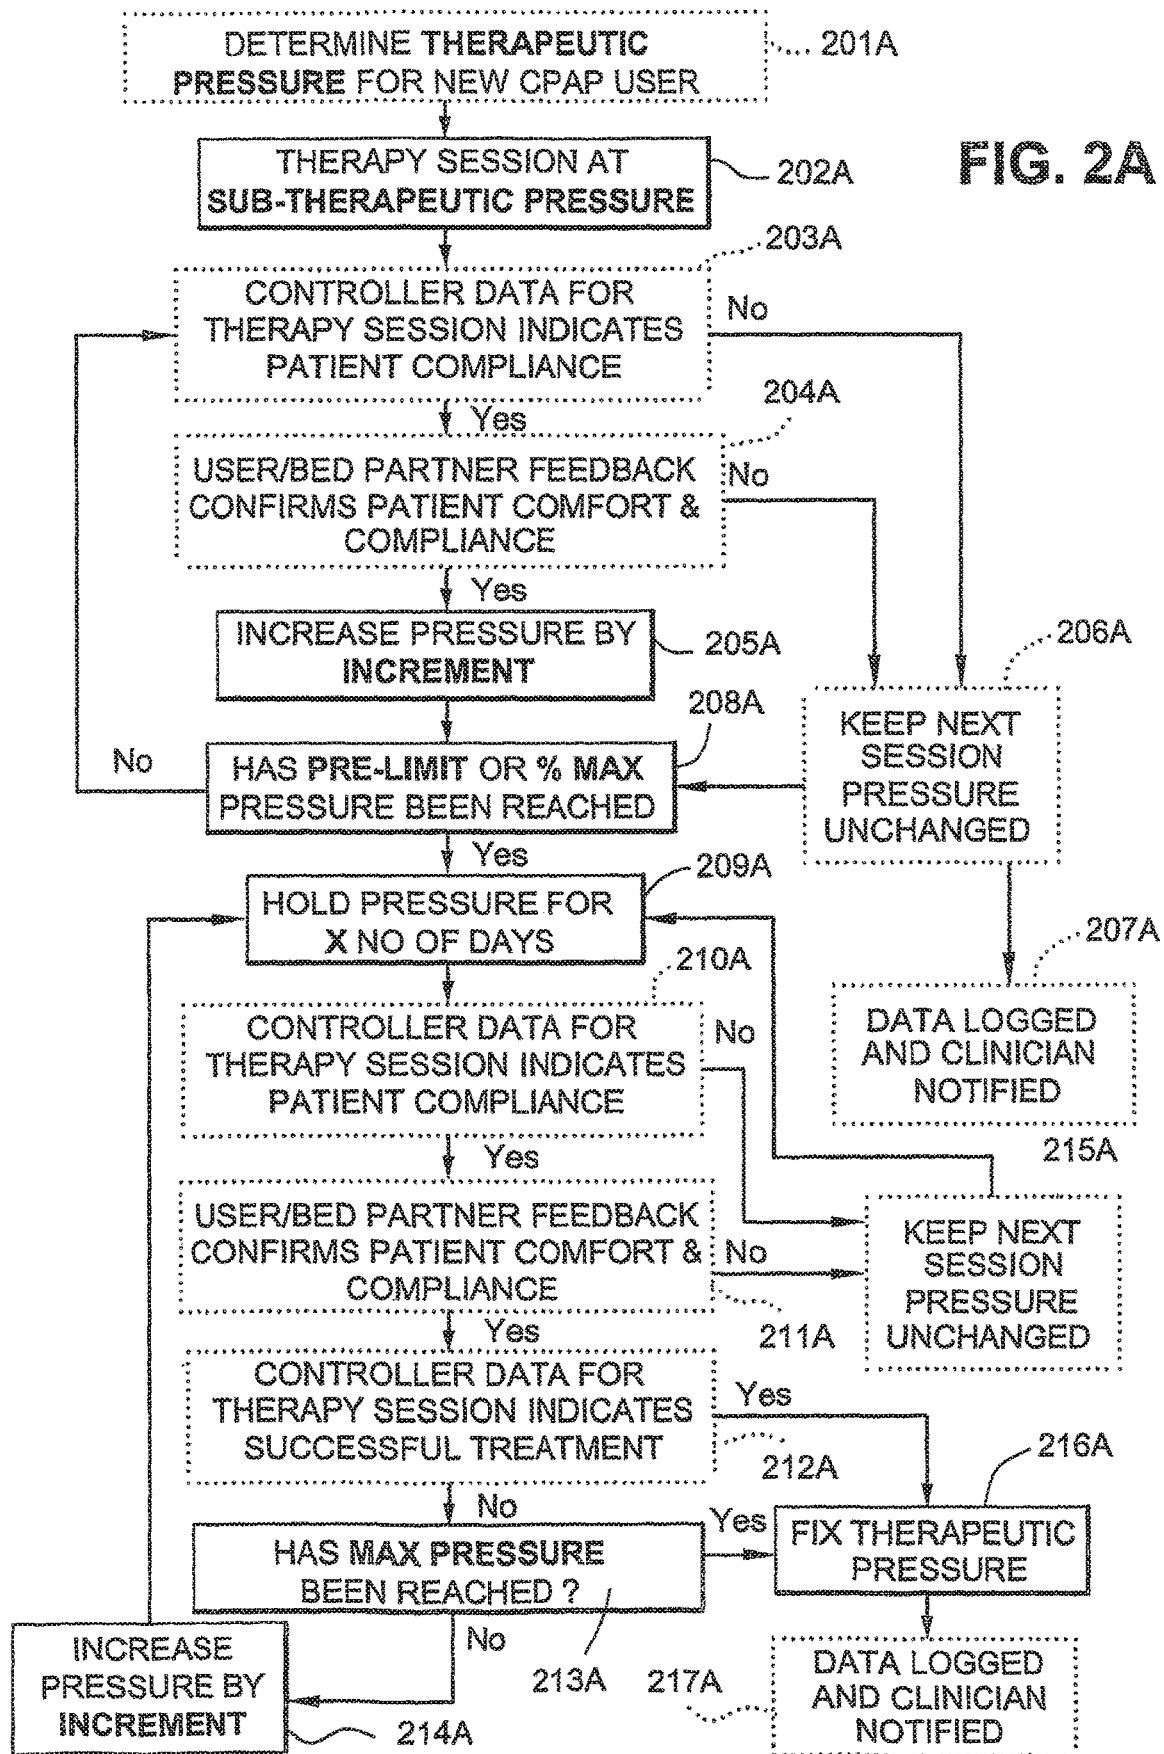 DETERMINE THERAPEUTIC
PRESSURE FOR NEW CPAP USER
201A
THERAPY SESSION AT
SUB-THERAPEUTIC PRESSURE
202A
FIG. 2A
203A
CONTROLLER DATA FOR
THERAPY SESSION INDICATES
PATIENT COMPLIANCE
No
Yes
204A
USER/BED PARTNER FEEDBACK
CONFIRMS PATIENT COMFORT &
COMPLIANCE
No
Yes
INCREASE PRESSURE BY
INCREMENT
205A
206A
KEEP NEXT
SESSION
PRESSURE
UNCHANGED
208A
HAS PRE-LIMIT OR % MAX
PRESSURE BEEN REACHED
No
Yes
209A
HOLD PRESSURE FOR
X NO OF DAYS
207A
DATA LOGGED
AND CLINICIAN
NOTIFIED
210A
CONTROLLER DATA FOR
THERAPY SESSION INDICATES
PATIENT COMPLIANCE
No
Yes
215A
KEEP NEXT
SESSION
PRESSURE
UNCHANGED
USER/BED PARTNER FEEDBACK
CONFIRMS PATIENT COMFORT &
COMPLIANCE
No
211A
Yes
CONTROLLER DATA FOR
THERAPY SESSION INDICATES
SUCCESSFUL TREATMENT
Yes
212A
No
216A
FIX THERAPEUTIC
PRESSURE
HAS MAX PRESSURE
BEEN REACHED ?
Yes
213A
No
INCREASE
PRESSURE BY
INCREMENT
214A
217A
DATA LOGGED
AND CLINICIAN
NOTIFIED